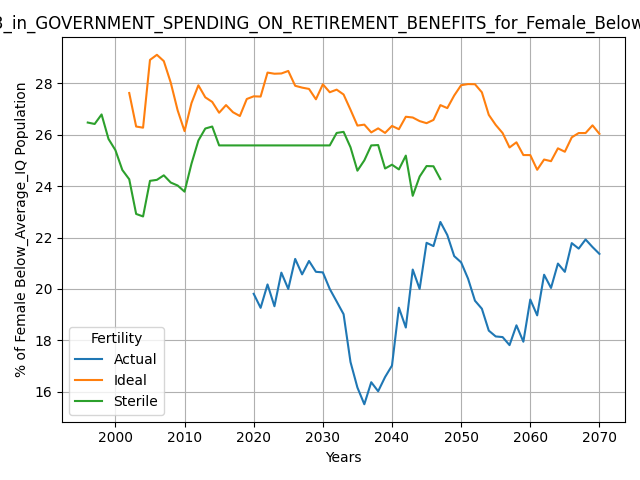 3_in_GOVERNMENT_SPENDING_ON_RETIREMENT_BENEFITS_for_Female_Below
% of Female Below_Average_IQ Population
28
26
24
22
20
18
16
Fertility
Actual
Ideal
Sterile
2000 2010 2020 2030 2040 2050 2060 2070
Years